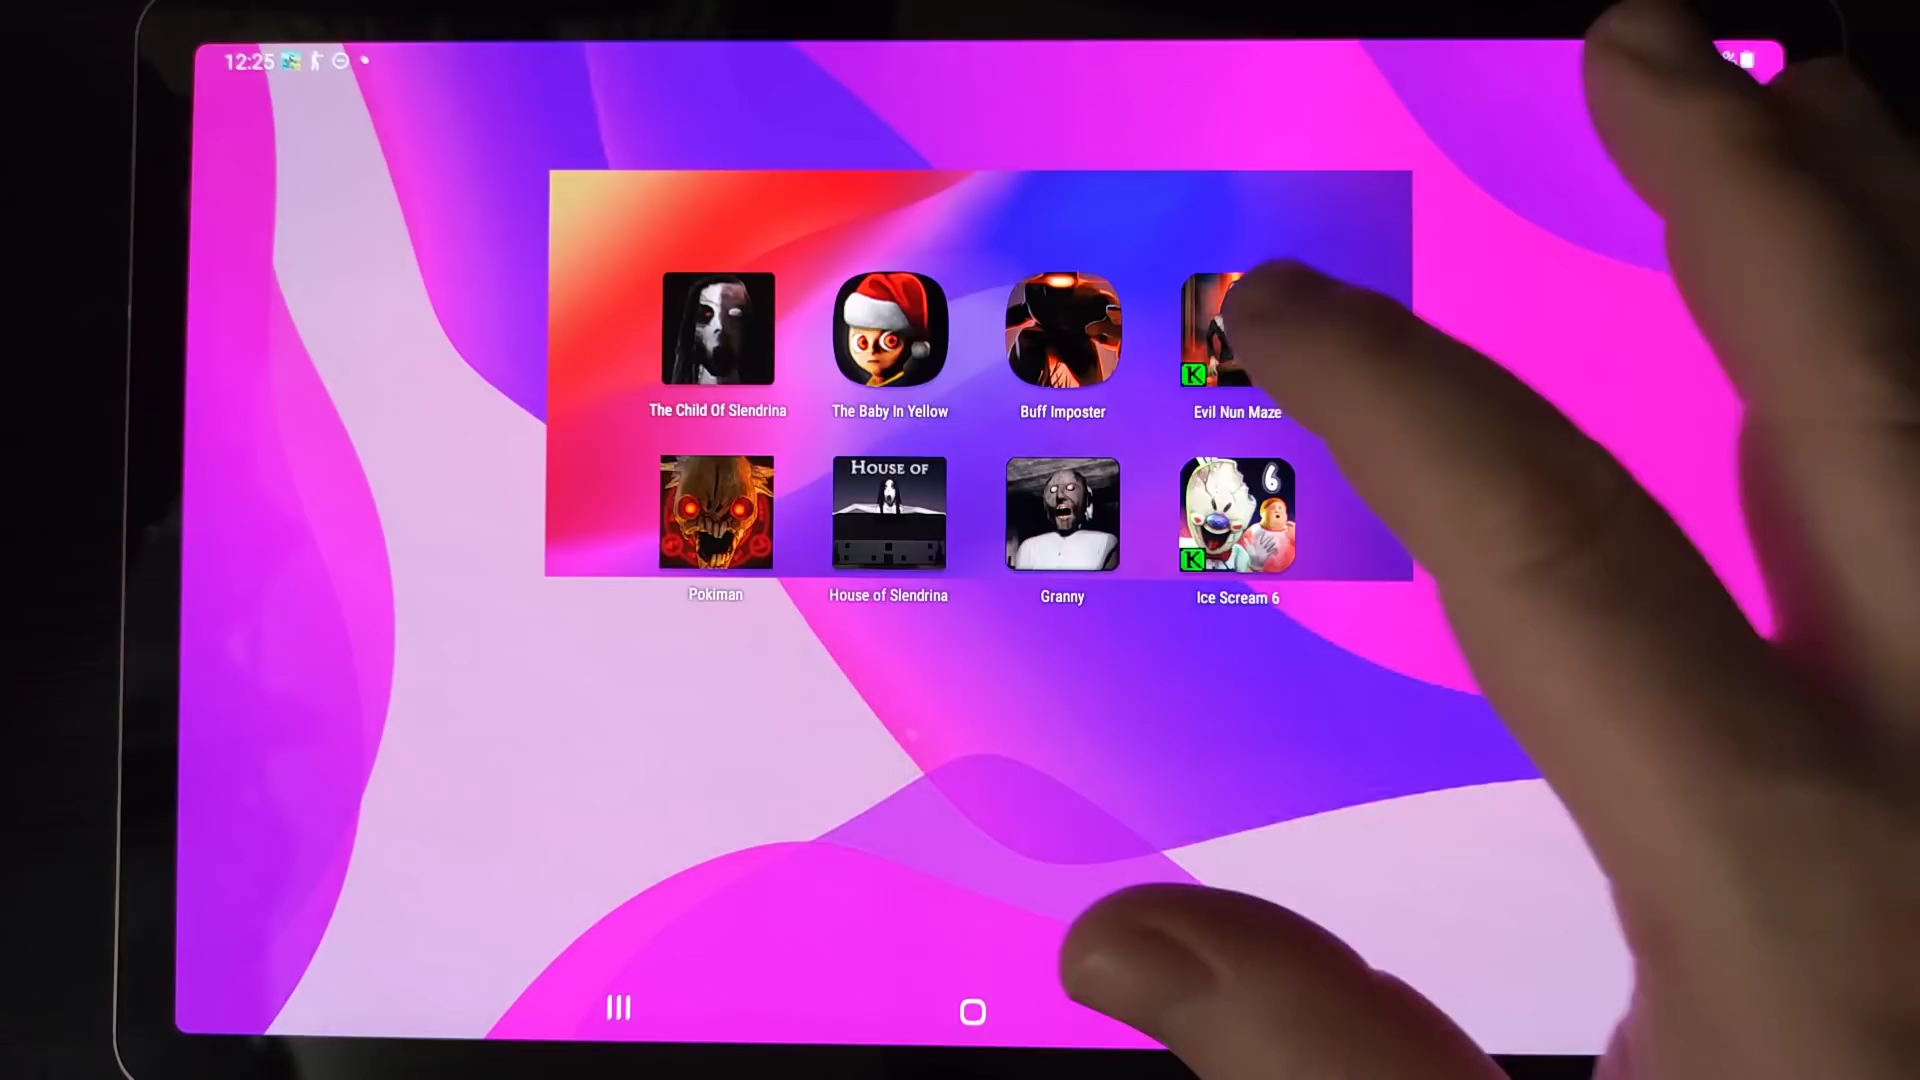 12:25
%
The Child Of Slendrina
The Baby In Yellow
Buff Imposter
K
Evil Nun Maze
HOUSE OF
6
K
Pokiman
House of Slendrina
Granny
Ice Scream 6